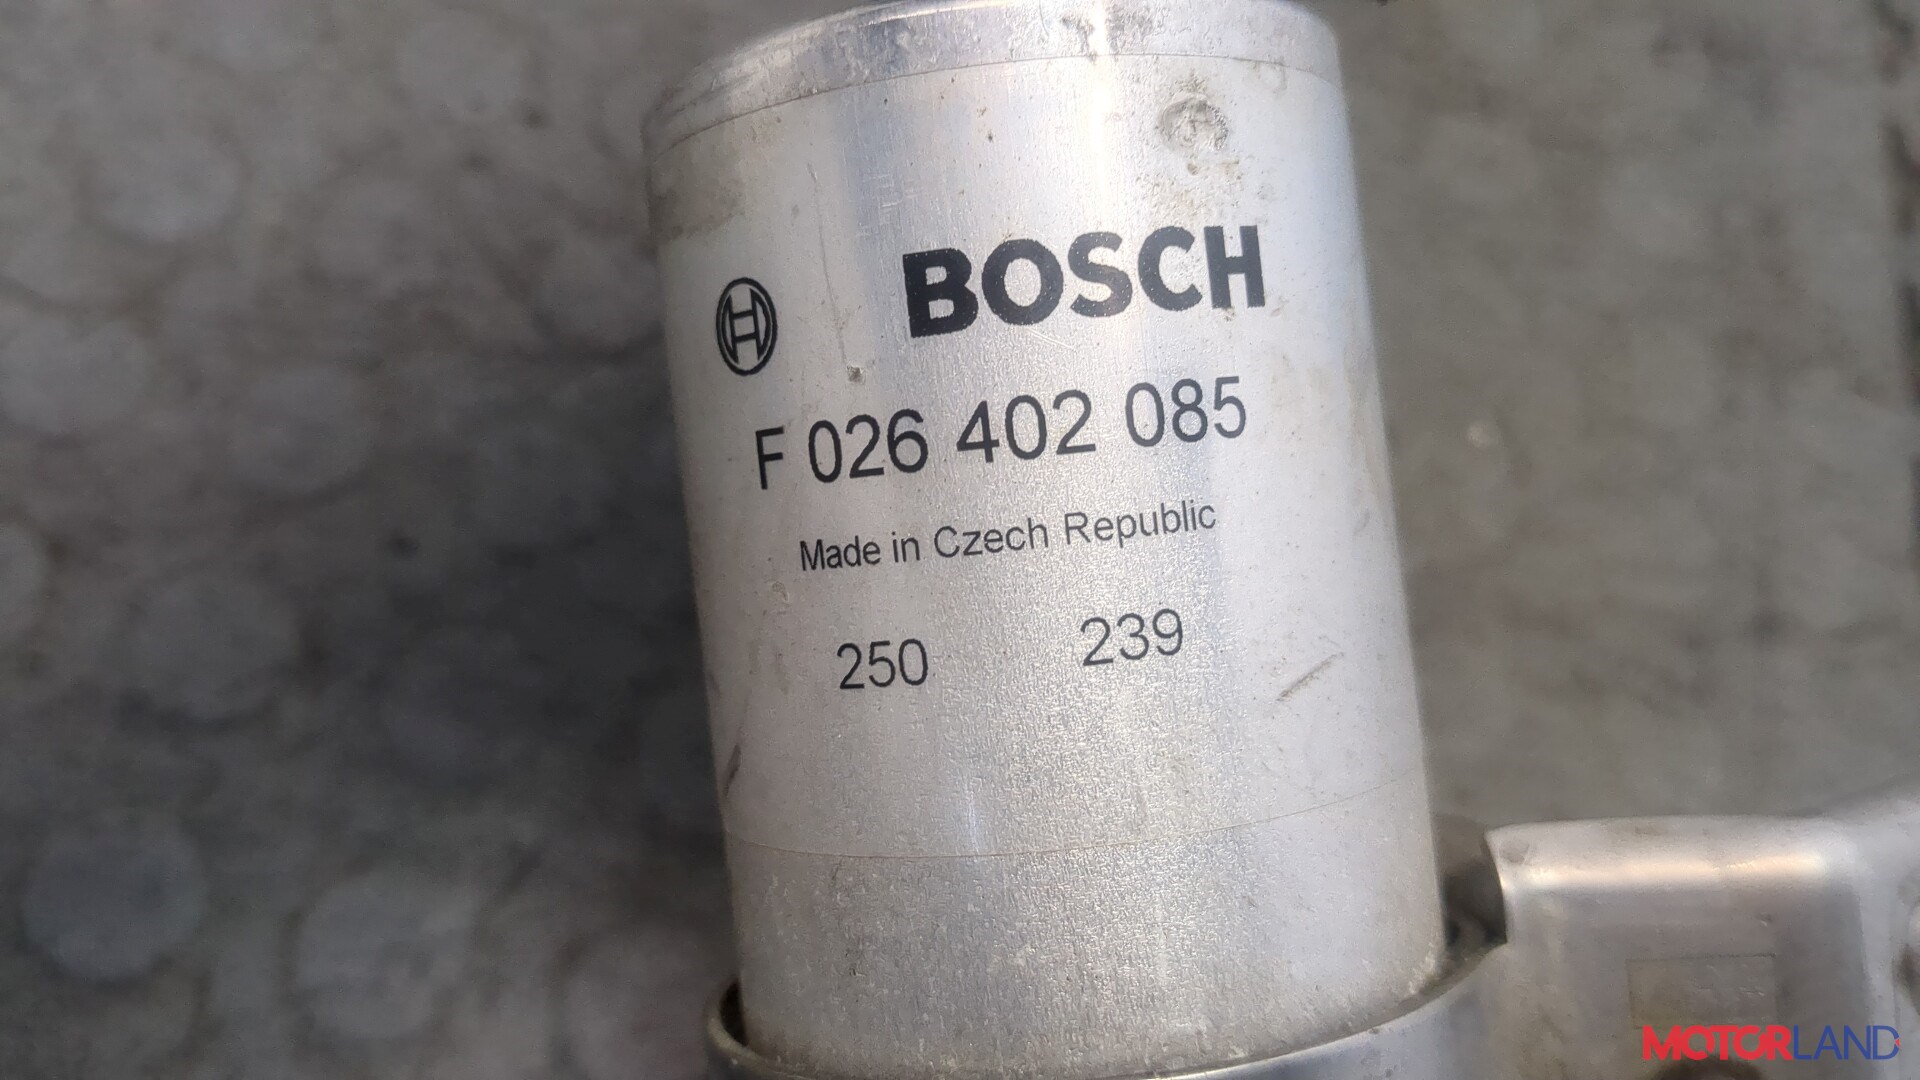 BOSCH
F 026 402 085
Made in Czech Republic
250 239
MOTORLAND